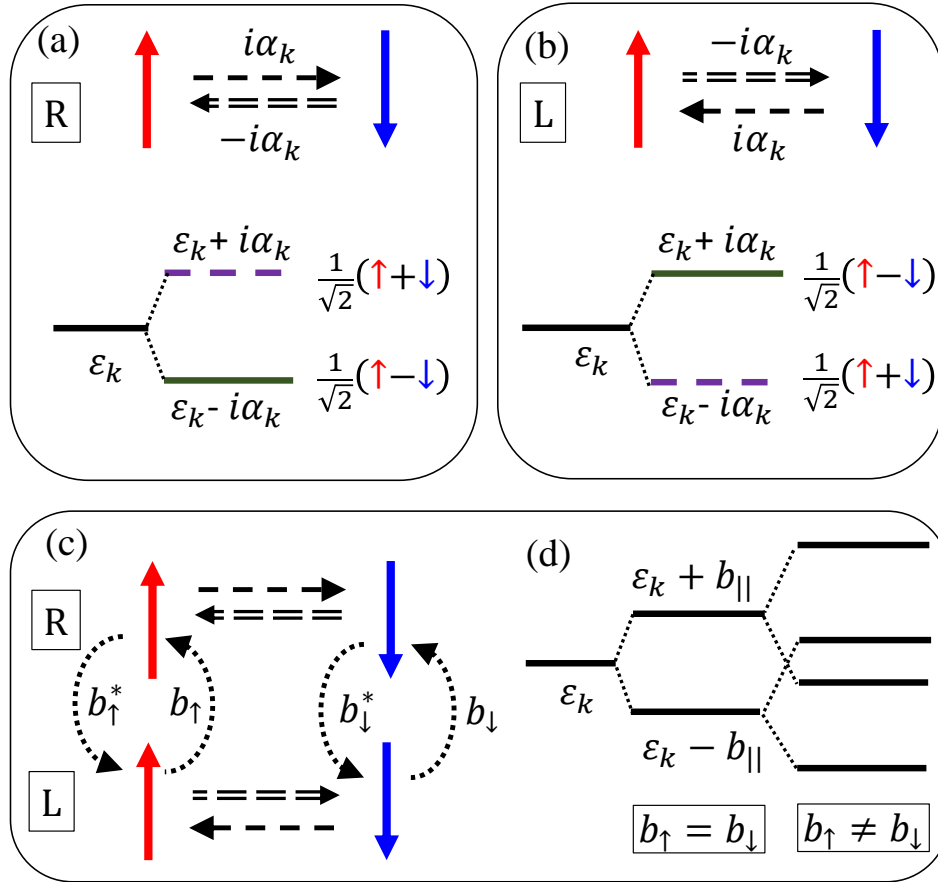 (a)
iα_k
R
−iα_k
ε_k + iα_k
1/√2 (↑+↓)
ε_k
1/√2 (↑−↓)
ε_k - iα_k
(b)
−iα_k
L
iα_k
ε_k + iα_k
1/√2 (↑−↓)
ε_k
1/√2 (↑+↓)
ε_k - iα_k
(c)
R
b_↑^*
b_↑
b_↓^*
b_↓
L
(d)
ε_k + b_||
ε_k
ε_k − b_||
b_↑ = b_↓
b_↑ ≠ b_↓